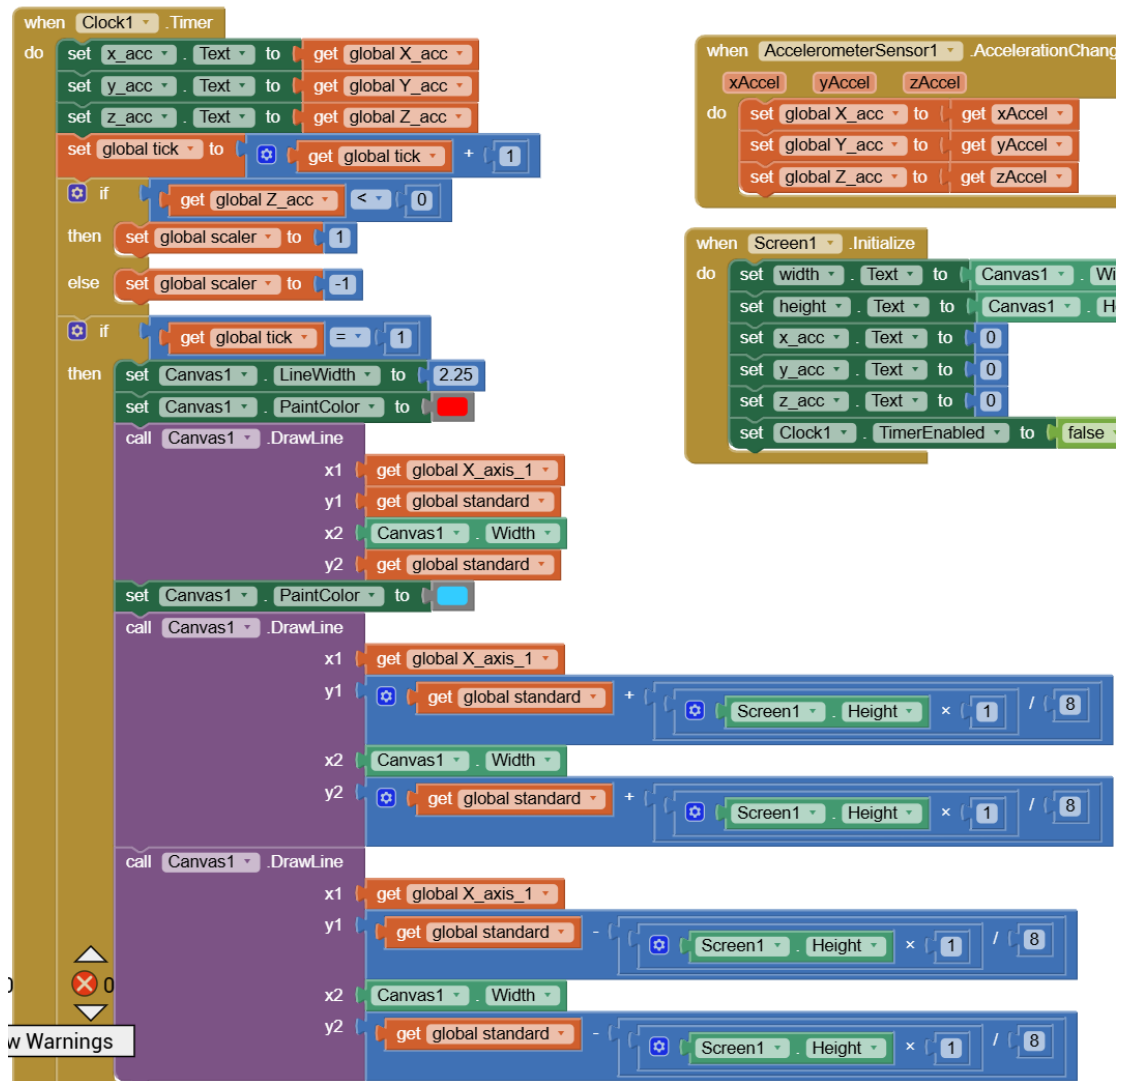 when Clock1 .Timer
do set x_acc . Text to get global X_acc
set y_acc . Text to get global Y_acc
set z_acc . Text to get global Z_acc
set global tick to get global tick + 1
if get global Z_acc < 0
then set global scaler to 1
else set global scaler to -1
if get global tick = 1
then set Canvas1 . LineWidth to 2.25
set Canvas1 . PaintColor to
call Canvas1 .DrawLine
x1 get global X_axis_1
y1 get global standard
x2 Canvas1 . Width
y2 get global standard
set Canvas1 . PaintColor to
call Canvas1 .DrawLine
x1 get global X_axis_1
y1 get global standard + Screen1 . Height × 1 / 8
x2 Canvas1 . Width
y2 get global standard + Screen1 . Height × 1 / 8
call Canvas1 .DrawLine
x1 get global X_axis_1
y1 get global standard - Screen1 . Height × 1 / 8
x2 Canvas1 . Width
y2 get global standard - Screen1 . Height × 1 / 8
0
w Warnings
when AccelerometerSensor1 .AccelerationChang
xAccel yAccel zAccel
do set global X_acc to get xAccel
set global Y_acc to get yAccel
set global Z_acc to get zAccel
when Screen1 .Initialize
do set width . Text to Canvas1 . Wi
set height . Text to Canvas1 . H
set x_acc . Text to 0
set y_acc . Text to 0
set z_acc . Text to 0
set Clock1 . TimerEnabled to false